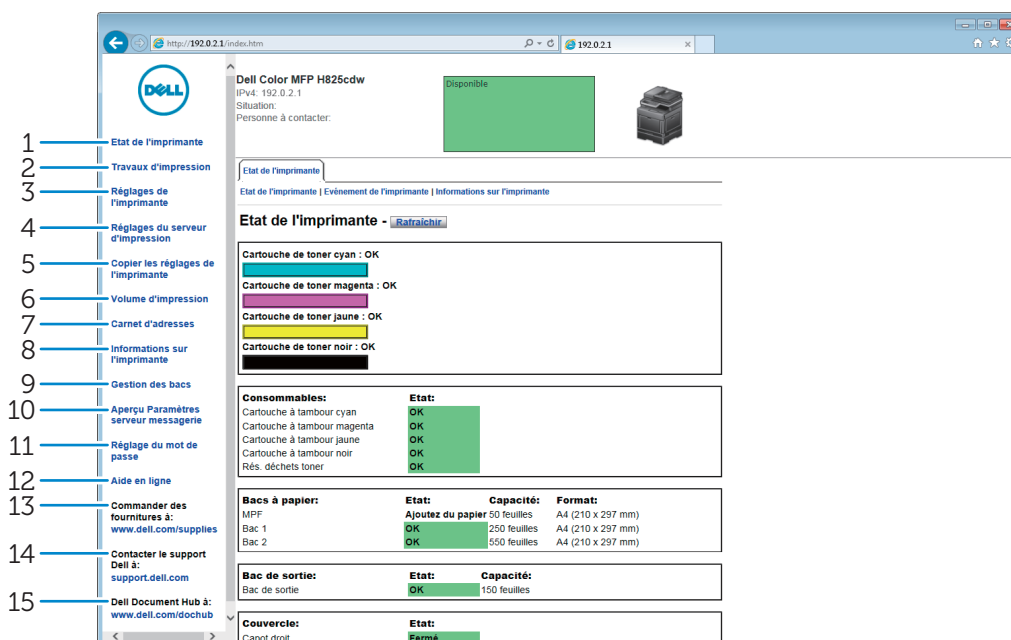 http://192.0.2.1/index.htm
192.0.2.1
DELL
Dell Color MFP H825cdw
IPv4: 192.0.2.1
Situation:
Personne à contacter:
Disponible
1 Etat de l'imprimante
2 Travaux d'impression
3 Réglages de
l'imprimante
4 Réglages du serveur
d'impression
5 Copier les réglages de
l'imprimante
6 Volume d'impression
7 Carnet d'adresses
8 Informations sur
l'imprimante
9 Gestion des bacs
10 Aperçu Paramètres
serveur messagerie
11 Réglage du mot de
passe
12 Aide en ligne
13 Commander des
fournitures à:
www.dell.com/supplies
14 Contacter le support
Dell à:
support.dell.com
15 Dell Document Hub à:
www.dell.com/dochub
Etat de l'imprimante
Etat de l'imprimante | Evénement de l'imprimante | Informations sur l'imprimante
Etat de l'imprimante - Rafraîchir
Cartouche de toner cyan : OK
Cartouche de toner magenta : OK
Cartouche de toner jaune : OK
Cartouche de toner noir : OK
Consommables: Etat:
Cartouche à tambour cyan OK
Cartouche à tambour magenta OK
Cartouche à tambour jaune OK
Cartouche à tambour noir OK
Rés. déchets toner OK
Bacs à papier: Etat: Capacité: Format:
MPF Ajoutez du papier 50 feuilles A4 (210 x 297 mm)
Bac 1 OK 250 feuilles A4 (210 x 297 mm)
Bac 2 OK 550 feuilles A4 (210 x 297 mm)
Bac de sortie: Etat: Capacité:
Bac de sortie OK 150 feuilles
Couvercle: Etat:
Capot droit Fermé